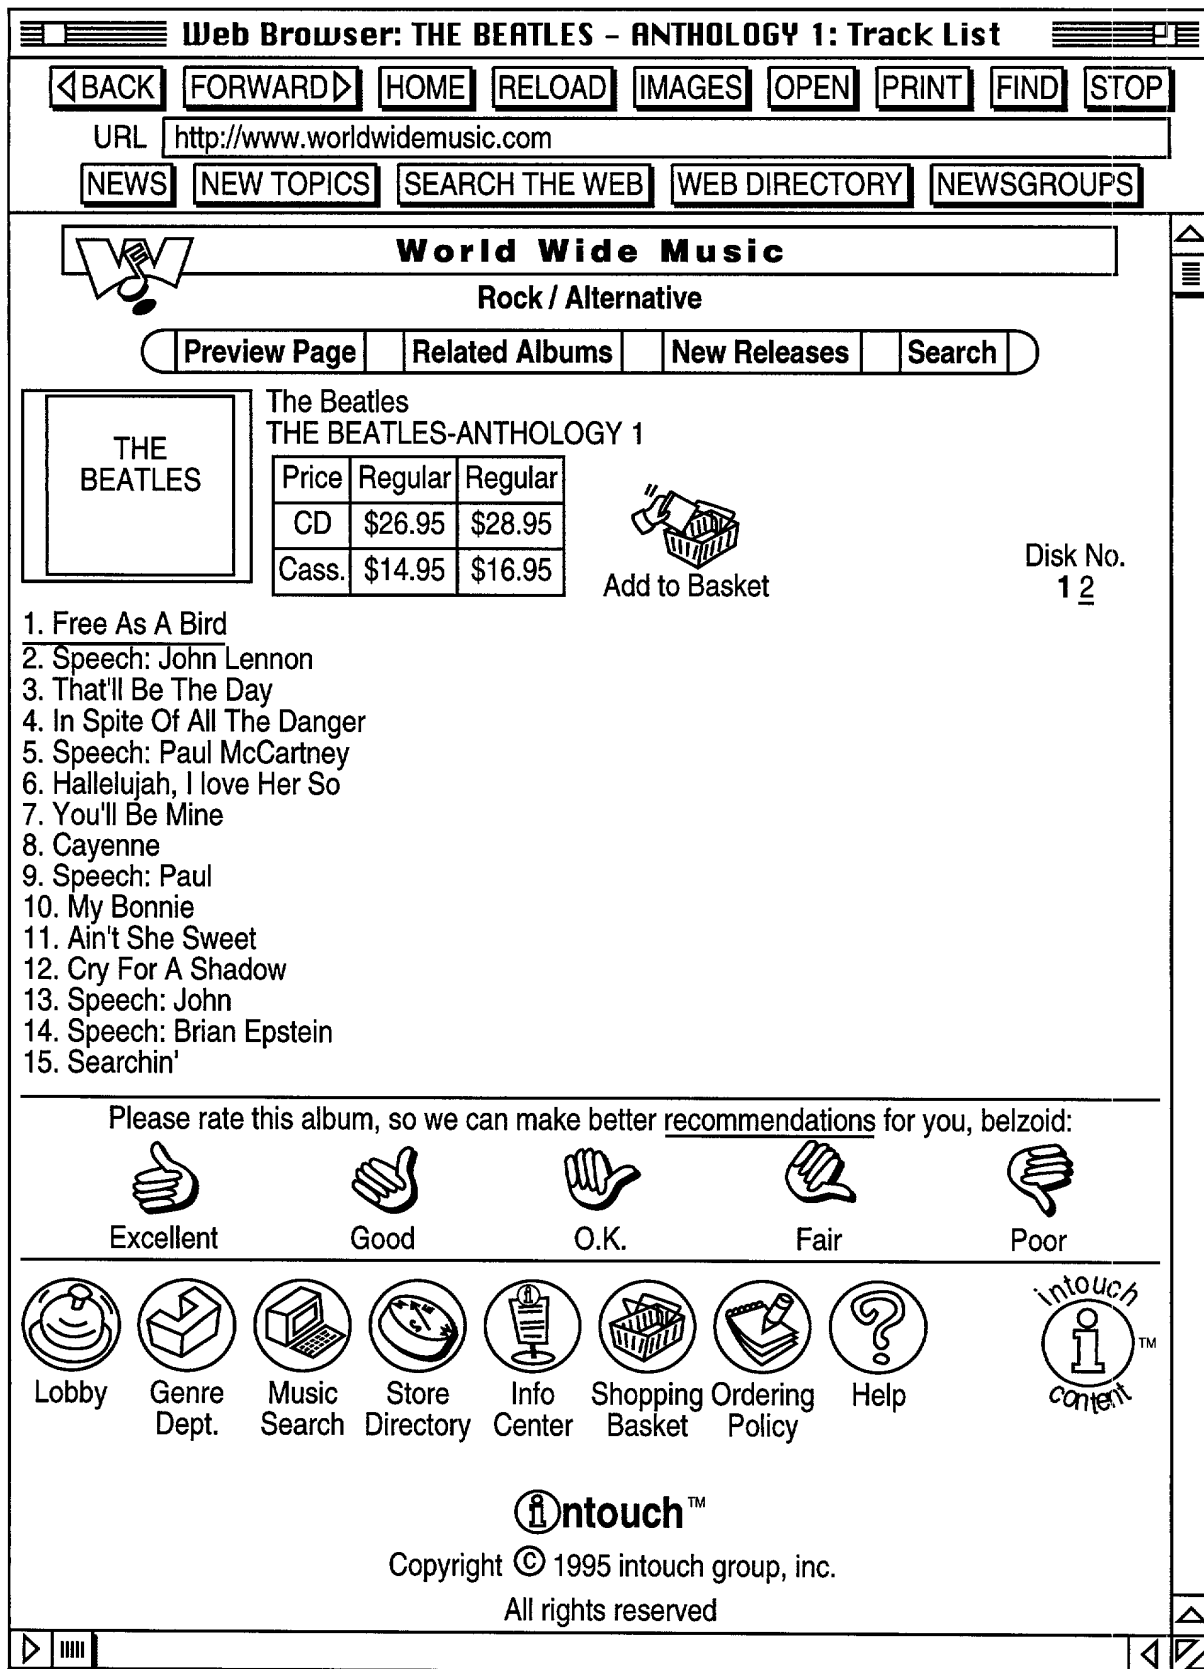 Web Browser: THE BEATLES - ANTHOLOGY 1: Track List
BACK FORWARD HOME RELOAD IMAGES OPEN PRINT FIND STOP
URL http://www.worldwidemusic.com
NEWS NEW TOPICS SEARCH THE WEB WEB DIRECTORY NEWSGROUPS
World Wide Music
Rock / Alternative
Preview Page Related Albums New Releases Search
THE
BEATLES
The Beatles
THE BEATLES-ANTHOLOGY 1
Price Regular Regular
CD $26.95 $28.95
Cass. $14.95 $16.95
Add to Basket
Disk No.
1 2
1. Free As A Bird
2. Speech: John Lennon
3. That'll Be The Day
4. In Spite Of All The Danger
5. Speech: Paul McCartney
6. Hallelujah, I love Her So
7. You'll Be Mine
8. Cayenne
9. Speech: Paul
10. My Bonnie
11. Ain't She Sweet
12. Cry For A Shadow
13. Speech: John
14. Speech: Brian Epstein
15. Searchin'
Please rate this album, so we can make better recommendations for you, belzoid:
Excellent Good O.K. Fair Poor
Lobby Genre Dept. Music Search Store Directory Info Center Shopping Basket Ordering Policy Help
intouch
i TM
content
intouch™
Copyright © 1995 intouch group, inc.
All rights reserved